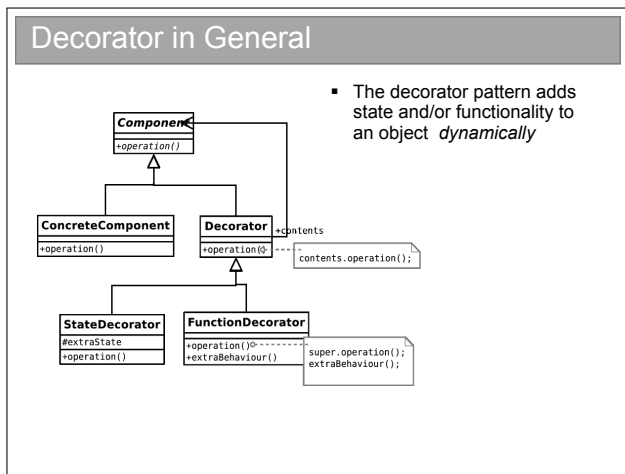 Decorator in General
▪ The decorator pattern adds
state and/or functionality to
an object dynamically
Component
+operation()
ConcreteComponent
+operation()
Decorator
+operation()
+contents
contents.operation();
StateDecorator
#extraState
+operation()
FunctionDecorator
+operation()
+extraBehaviour()
super.operation();
extraBehaviour();